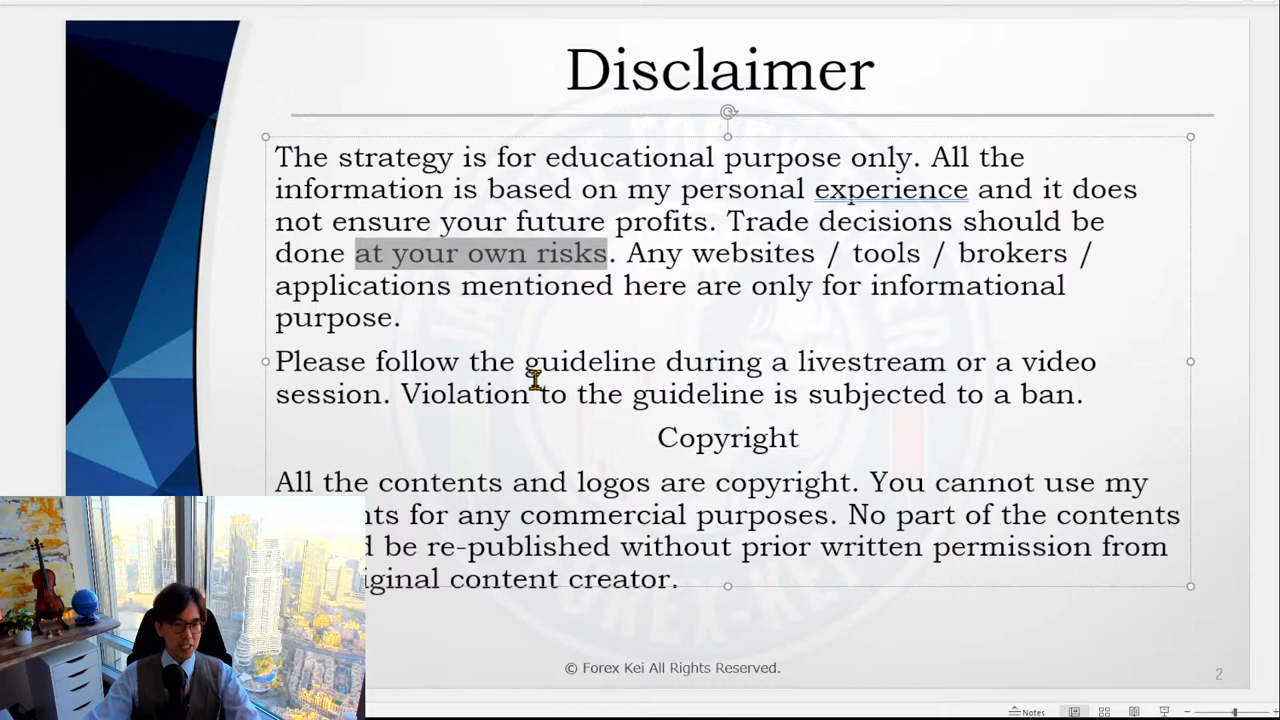 Disclaimer
The strategy is for educational purpose only. All the
information is based on my personal experience and it does
not ensure your future profits. Trade decisions should be
done at your own risks. Any websites / tools / brokers /
applications mentioned here are only for informational
purpose.
Please follow the guideline during a livestream or a video
session. Violation to the guideline is subjected to a ban.
Copyright
All the contents and logos are copyright. You cannot use my
for any commercial purposes. No part of the contents
be re-published without prior written permission from
content creator.
© Forex Kei All Rights Reserved.
2
Notes